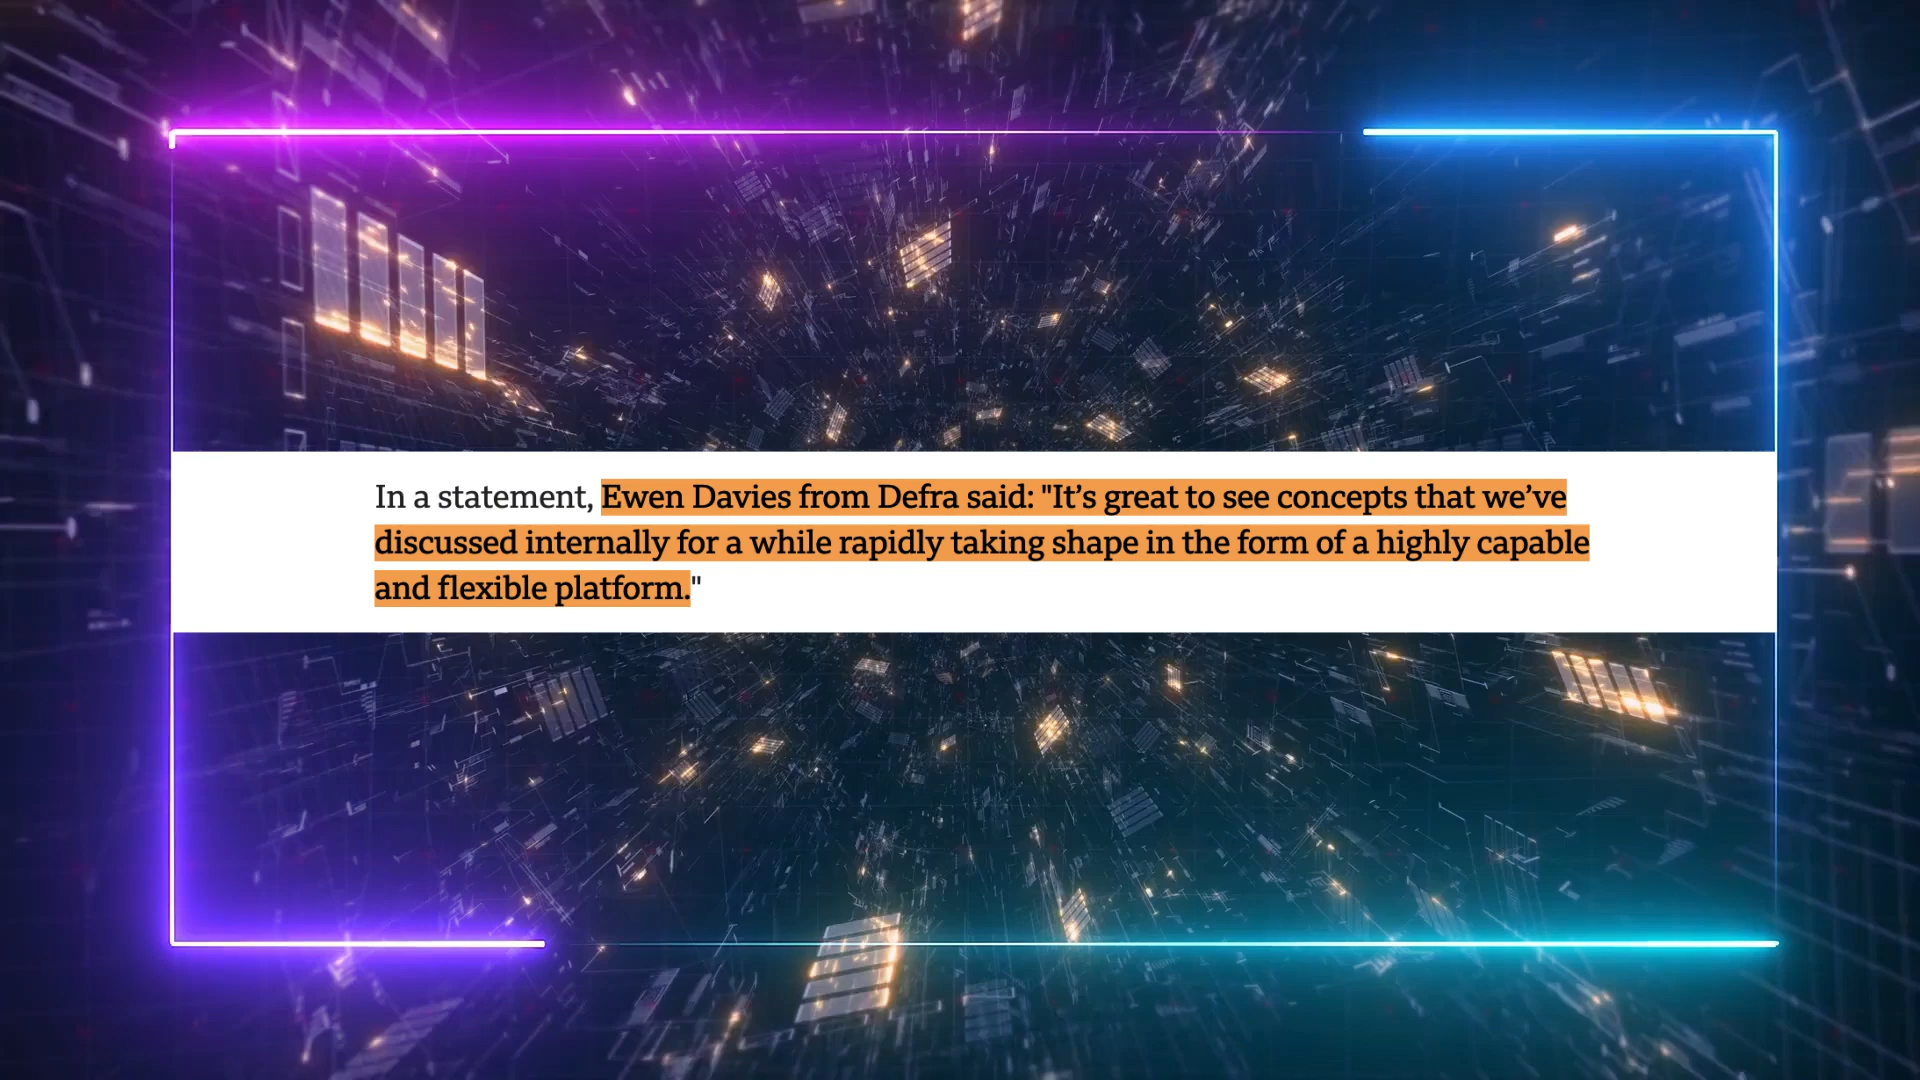 In a statement, Ewen Davies from Defra said: "It’s great to see concepts that we’ve
discussed internally for a while rapidly taking shape in the form of a highly capable
and flexible platform."